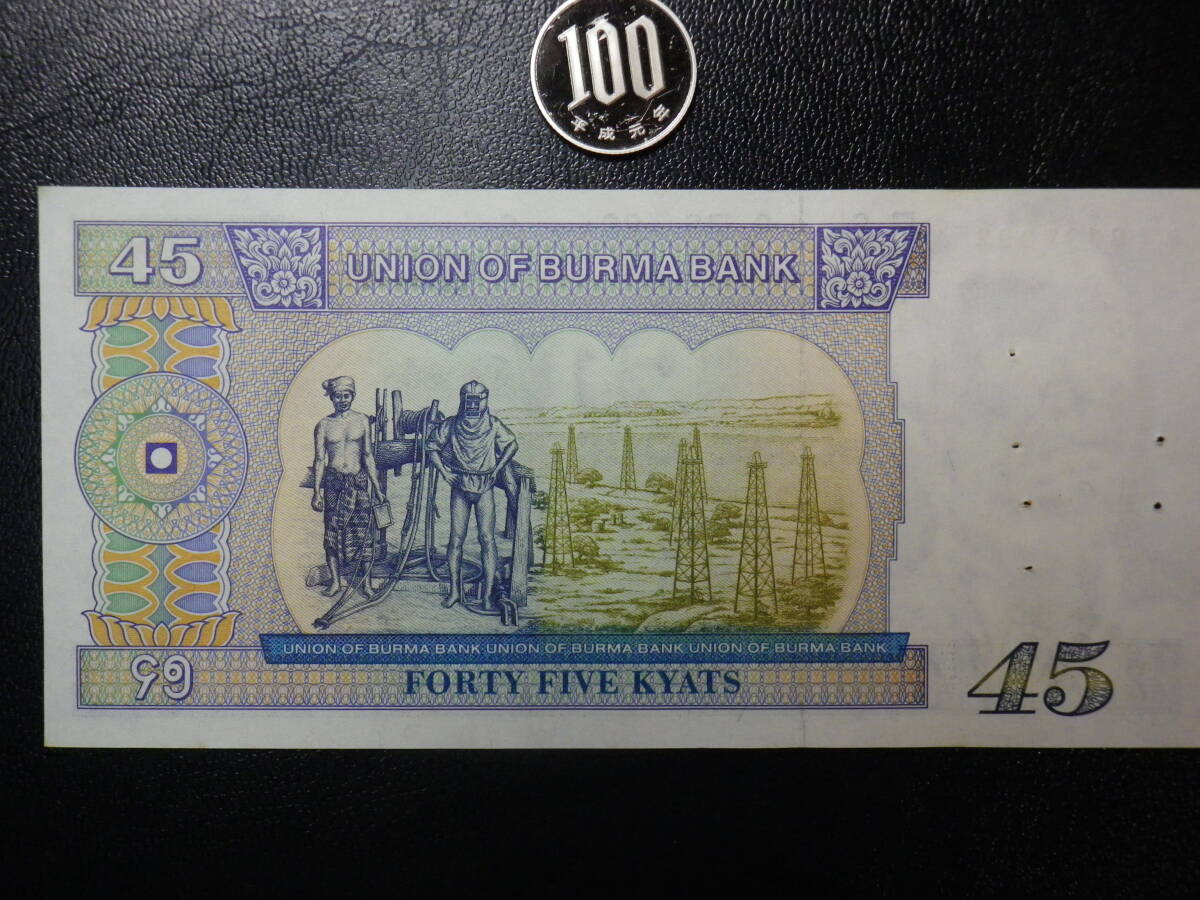 100
平成元年
45
UNION OF BURMA BANK
UNION OF BURMA BANK·UNION OF BURMA BANK UNION OF BURMA BANK
၄၅
FORTY FIVE KYATS
45